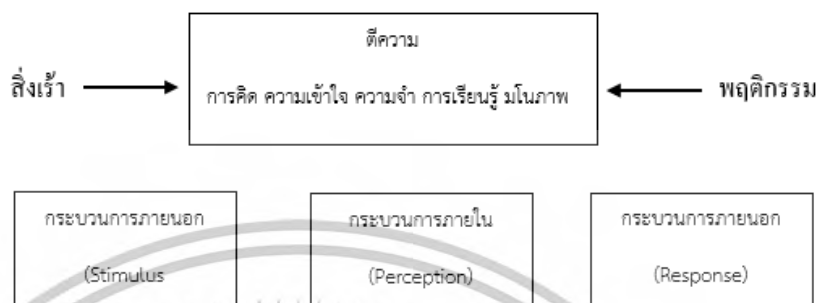 ตีความ
สิ่งเร้า
การคิด ความเข้าใจ ความจำ การเรียนรู้ มโนภาพ
พฤติกรรม
กระบวนการภายนอก
กระบวนการภายใน
กระบวนการภายนอก
(Stimulus
(Perception)
(Response)